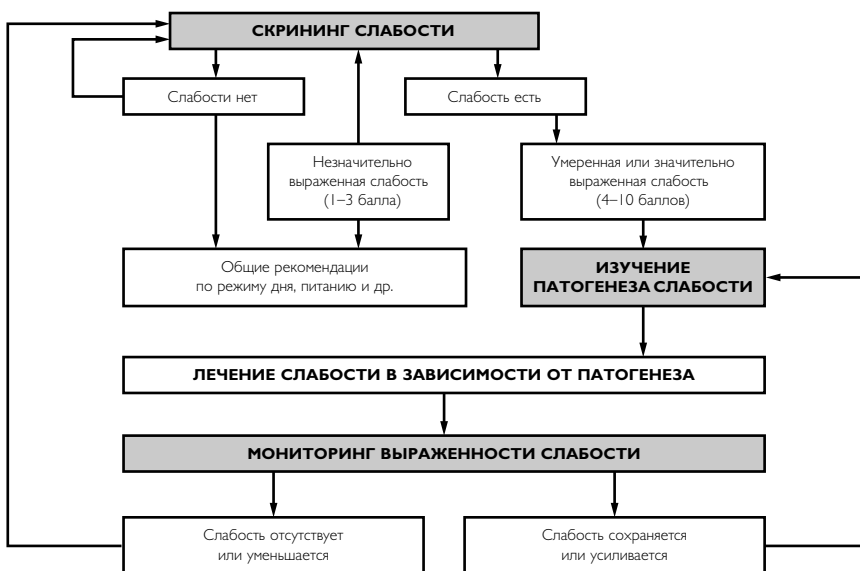 СКРИНИНГ СЛАБОСТИ
Слабости нет
Слабость есть
Незначительно
выраженная слабость
(1–3 балла)
Умеренная или значительно
выраженная слабость
(4–10 баллов)
Общие рекомендации
по режиму дня, питанию и др.
ИЗУЧЕНИЕ
ПАТОГЕНЕЗА СЛАБОСТИ
ЛЕЧЕНИЕ СЛАБОСТИ В ЗАВИСИМОСТИ ОТ ПАТОГЕНЕЗА
МОНИТОРИНГ ВЫРАЖЕННОСТИ СЛАБОСТИ
Слабость отсутствует
или уменьшается
Слабость сохраняется
или усиливается